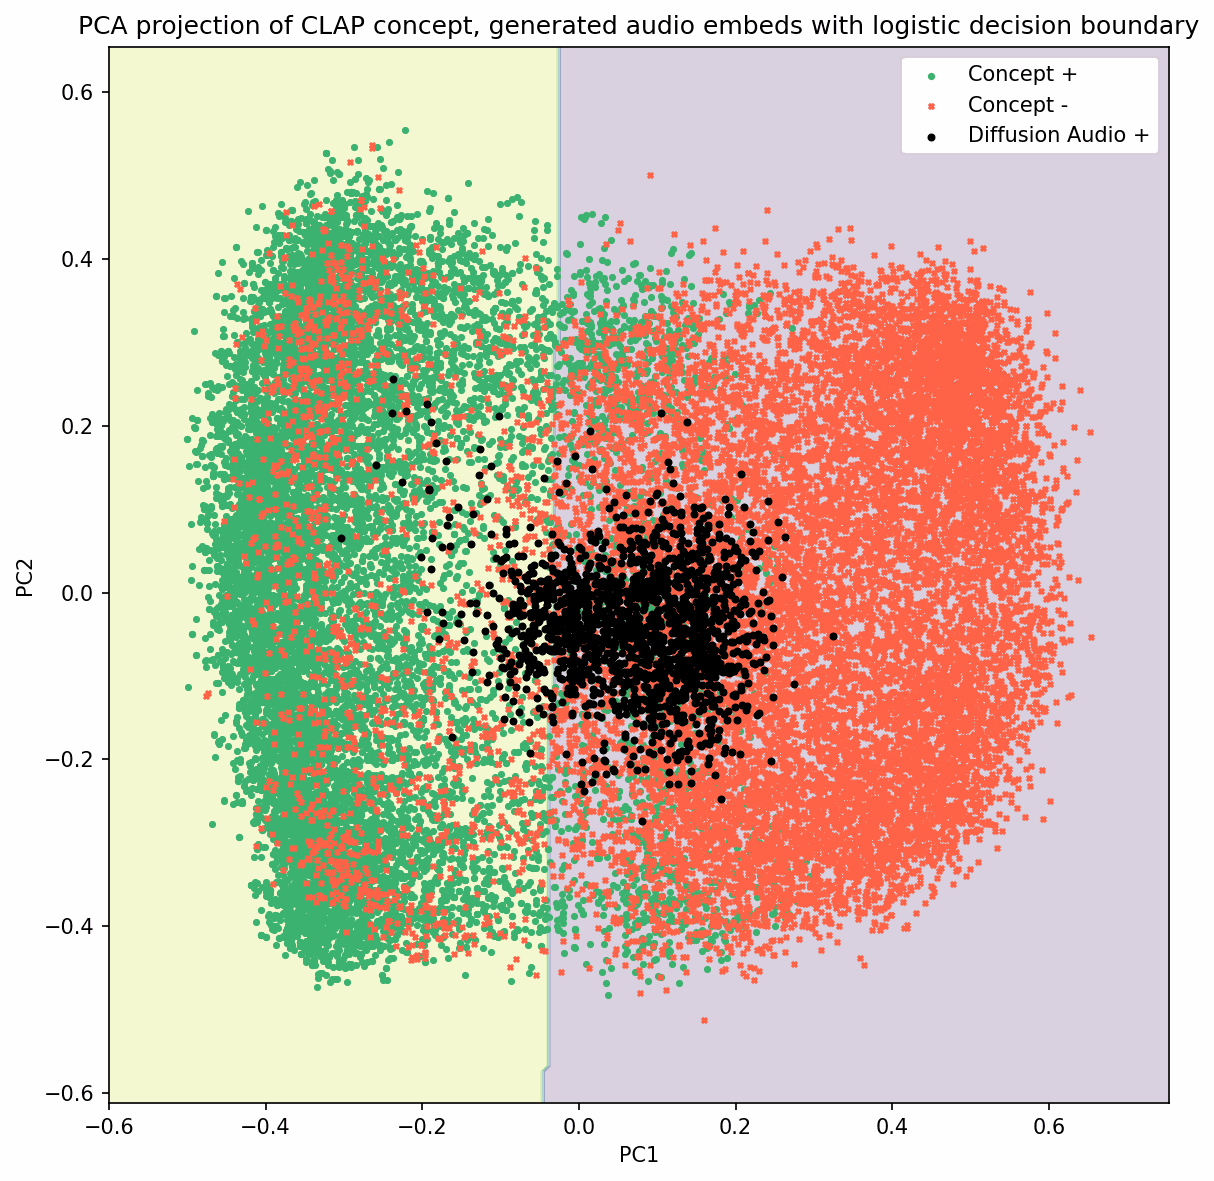 PCA projection of CLAP concept, generated audio embeds with logistic decision boundary
Concept +
Concept -
Diffusion Audio +
0.6
0.4
0.2
0.0
−0.2
−0.4
−0.6
PC2
−0.6
−0.4
−0.2
0.0
0.2
0.4
0.6
PC1